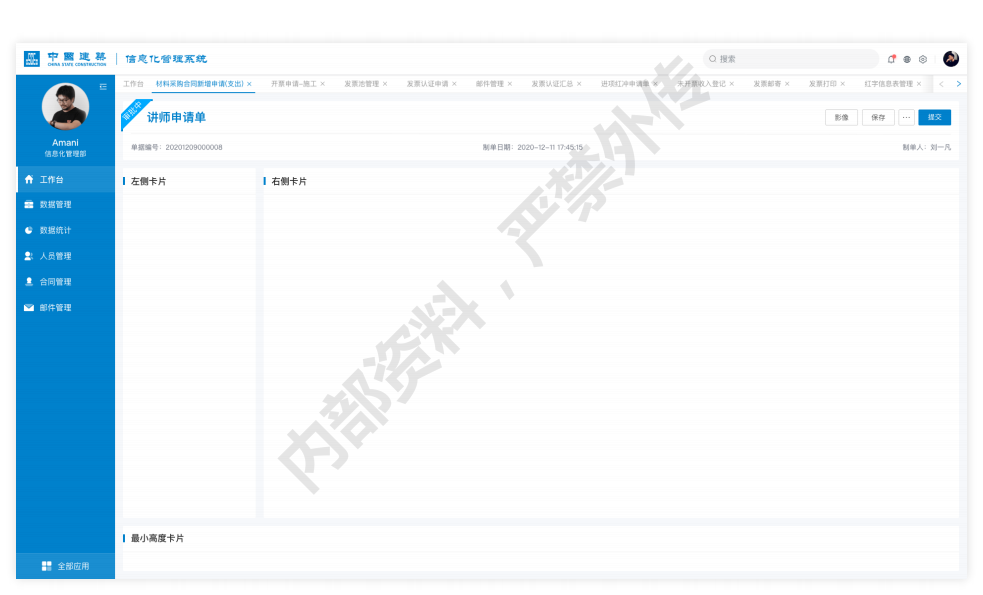 中國建築
CHINA STATE CONSTRUCTION
信息化管理系统
搜索
工作台 材料采购合同新增申请(支出) × 开票申请-施工 × 发票池管理 × 发票认证申请 × 邮件管理 × 发票认证汇总 × 进项红冲申请单 × 未开票收入登记 × 发票邮寄 × 发票打印 × 红字信息表管理 ×
审批中
讲师申请单
影像 保存 ··· 提交
Amani
信息化管理部
单据编号：20201209000008 制单日期：2020-12-11 17:45:15 制单人：刘一凡
工作台
数据管理
数据统计
人员管理
合同管理
邮件管理
全部应用
左侧卡片
右侧卡片
最小高度卡片
内部资料，严禁外传